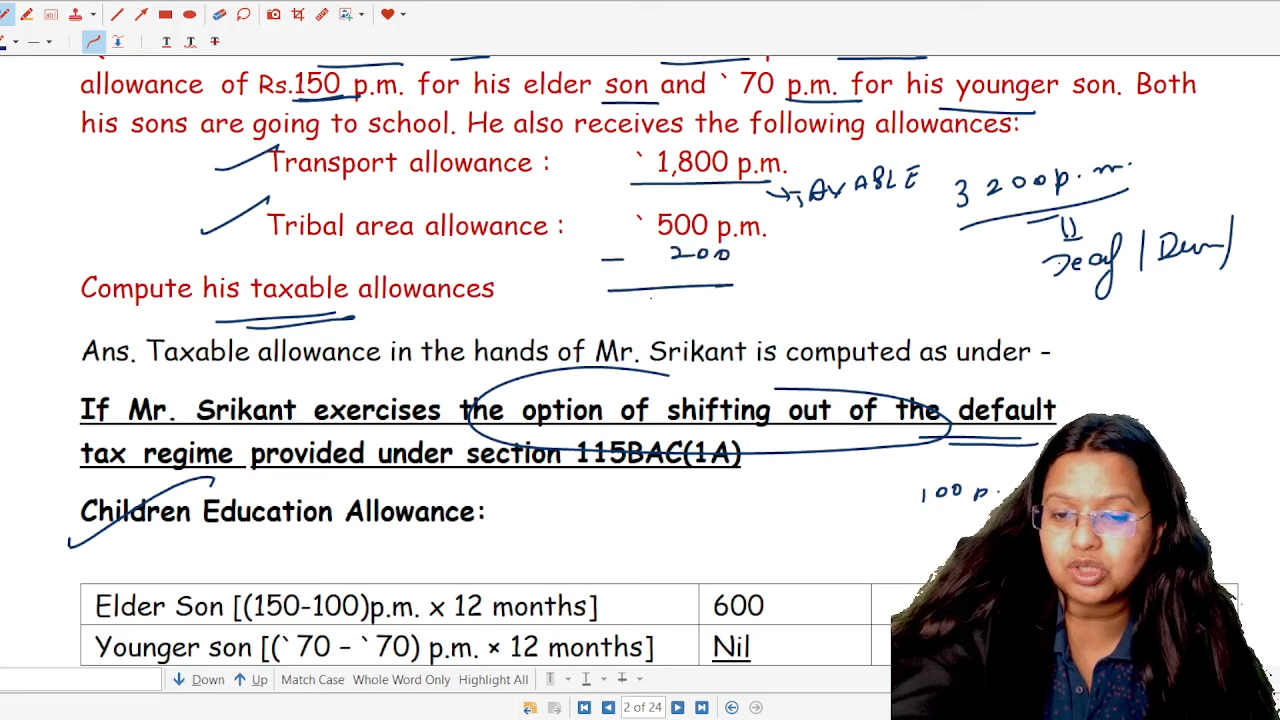 allowance of Rs.150 p.m. for his elder son and ` 70 p.m. for his younger son. Both
his sons are going to school. He also receives the following allowances:
Transport allowance : ` 1,800 p.m.
AXABLE 3200 p.m.
Tribal area allowance : ` 500 p.m.
Deaf | Dum
- 200
Compute his taxable allowances
Ans. Taxable allowance in the hands of Mr. Srikant is computed as under -
If Mr. Srikant exercises the option of shifting out of the default
tax regime provided under section 115BAC(1A)
100 p.
Children Education Allowance:
Elder Son [(150-100)p.m. x 12 months] 600
Younger son [(`70 – `70) p.m. × 12 months] Nil
Down Up Match Case Whole Word Only Highlight All
2 of 24